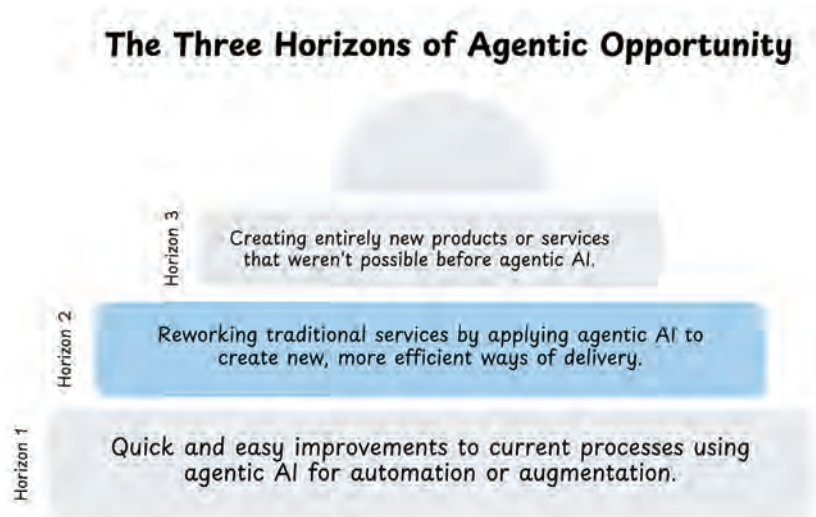 The Three Horizons of Agentic Opportunity
Horizon 3
Creating entirely new products or services
that weren't possible before agentic AI.
Horizon 2
Reworking traditional services by applying agentic AI to
create new, more efficient ways of delivery.
Horizon 1
Quick and easy improvements to current processes using
agentic AI for automation or augmentation.